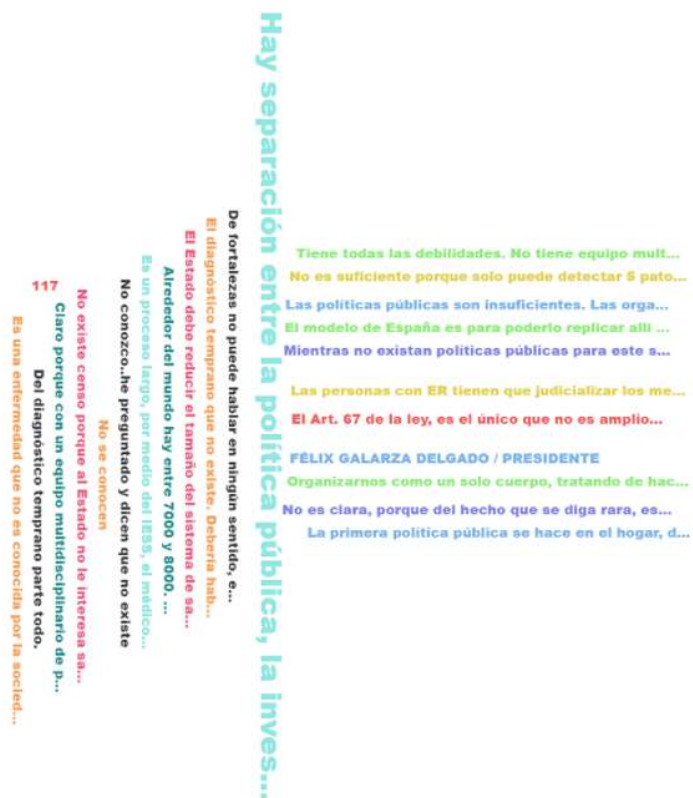 Hay separación entre la política pública, la inves...
De fortalezas no puede hablar en ningún sentido, e...
El diagnóstico temprano que no existe. Debería hab...
El Estado debe reducir el tamaño del sistema de sa...
Alrededor del mundo hay entre 7000 y 8000. ...
Es un proceso largo, por medio del IESS, el médico...
No conozco..he preguntado y dicen que no existe
No se conocen
No existe censo porque al Estado no le interesa sa...
Claro porque con un equipo multidisciplinario de p...
117
Del diagnóstico temprano parte todo.
Es una enfermedad que no es conocida por la socied...
Tiene todas las debilidades. No tiene equipo mult...
No es suficiente porque solo puede detectar 5 pato...
Las políticas públicas son insuficientes. Las orga...
El modelo de España es para poderlo replicar alli ...
Mientras no existan políticas públicas para este s...
Las personas con ER tienen que judicializar los me...
El Art. 67 de la ley, es el único que no es amplio...
FÉLIX GALARZA DELGADO / PRESIDENTE
Organizarnos como un solo cuerpo, tratando de hac...
No es clara, porque del hecho que se diga rara, es...
La primera política pública se hace en el hogar, d...